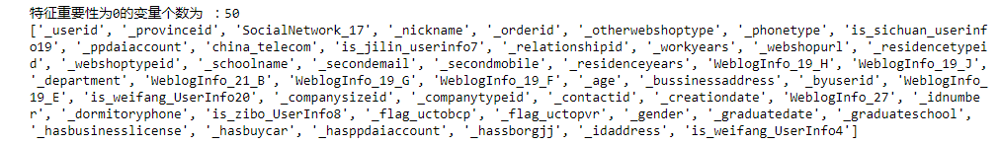 特征重要性为0的变量个数为 ：50
['_userid', '_provinceid', 'SocialNetwork_17', '_nickname', '_orderid', '_otherwebshoptype', '_phonetype', 'is_sichuan_userinf
o19', '_ppdaiaccount', 'china_telecom', 'is_jilin_userinfo7', '_relationshipid', '_workyears', '_webshopurl', '_residencetypei
d', '_webshoptypeid', '_schoolname', '_secondemail', '_secondmobile', '_residenceyears', 'WeblogInfo_19_H', 'WeblogInfo_19_J',
'_department', 'WeblogInfo_21_B', 'WeblogInfo_19_G', 'WeblogInfo_19_F', '_age', '_bussinessaddress', '_byuserid', 'WeblogInfo_
19_E', 'is_weifang_UserInfo20', '_companysizeid', '_companytypeid', '_contactid', '_creationdate', 'WeblogInfo_27', '_idnumbe
r', '_dormitoryphone', 'is_zibo_UserInfo8', '_flag_uctobcp', '_flag_uctopvr', '_gender', '_graduatedate', '_graduateschool',
'_hasbusinesslicense', '_hasbuycar', '_hasppdaiaccount', '_hassborgjj', '_idaddress', 'is_weifang_UserInfo4']